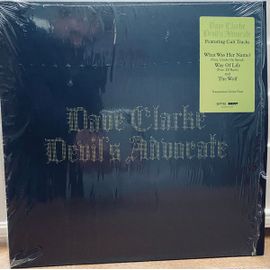 Dave Clarke
Devil's Advocate
Featuring Cult Tracks
What Was Her Name?
Way Of Life
and
The Wolf
Dave Clarke
Devil's Advocate